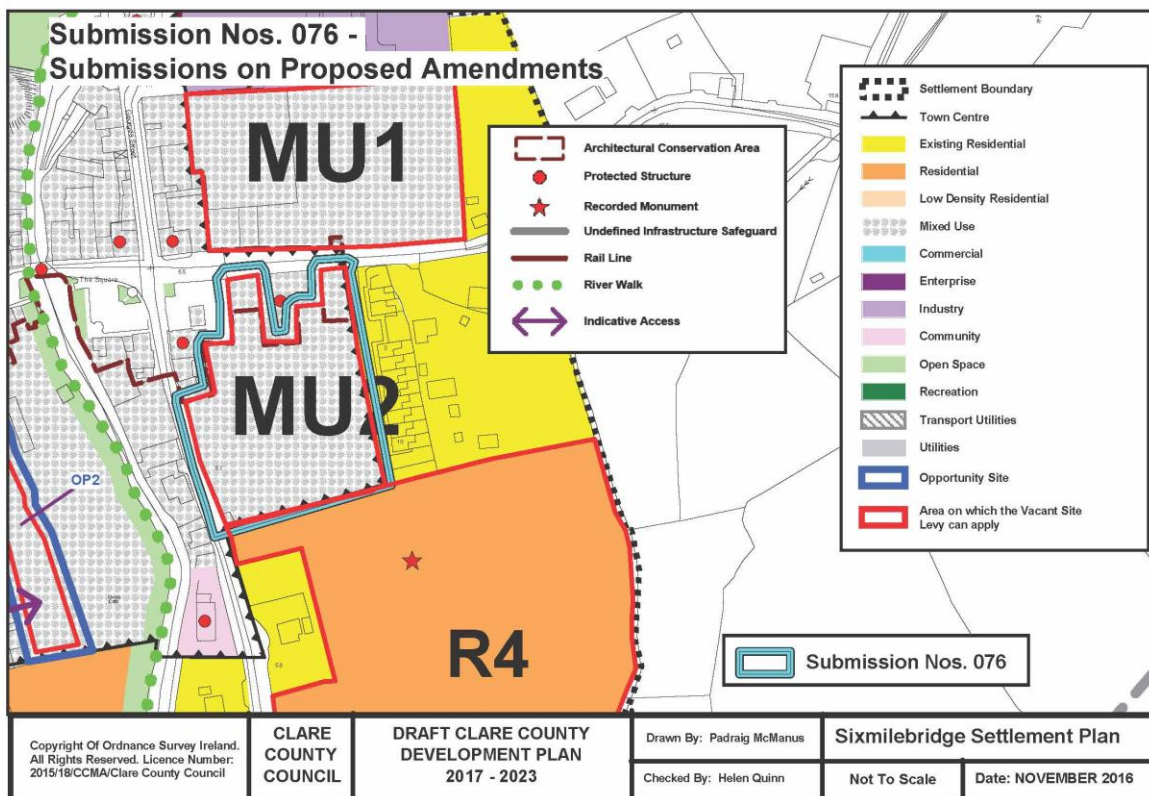 Submission Nos. 076 -
Submissions on Proposed Amendments
MU1
The Square
MU2
OP2
R4
10
6.8
Architectural Conservation Area
Protected Structure
Recorded Monument
Undefined Infrastructure Safeguard
Rail Line
River Walk
Indicative Access
Settlement Boundary
Town Centre
Existing Residential
Residential
Low Density Residential
Mixed Use
Commercial
Enterprise
Industry
Community
Open Space
Recreation
Transport Utilities
Utilities
Opportunity Site
Area on which the Vacant Site
Levy can apply
Submission Nos. 076
Copyright Of Ordnance Survey Ireland.
All Rights Reserved. Licence Number:
2015/18/CCMA/Clare County Council
CLARE
COUNTY
COUNCIL
DRAFT CLARE COUNTY
DEVELOPMENT PLAN
2017 - 2023
Drawn By: Padraig McManus
Checked By: Helen Quinn
Sixmilebridge Settlement Plan
Not To Scale
Date: NOVEMBER 2016